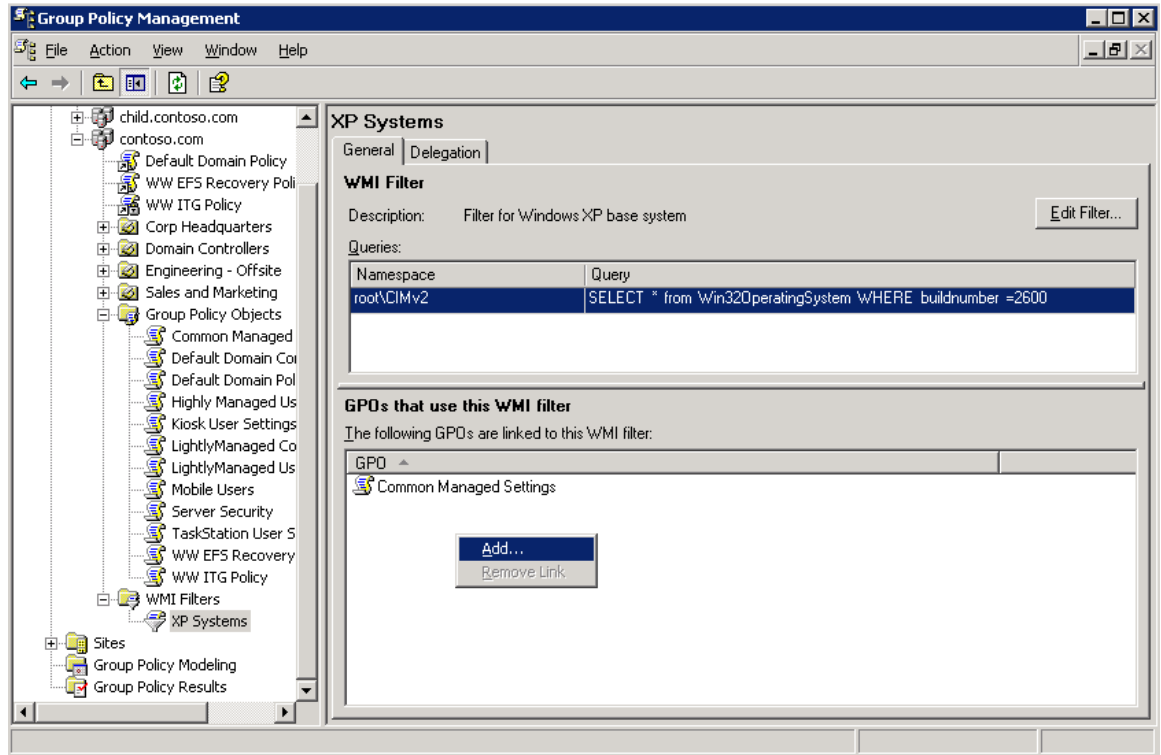 Group Policy Management
File Action View Window Help
child.contoso.com
contoso.com
Default Domain Policy
WW EFS Recovery Poli
WW ITG Policy
Corp Headquarters
Domain Controllers
Engineering - Offsite
Sales and Marketing
Group Policy Objects
Common Managed
Default Domain Co
Default Domain Pol
Highly Managed Us
Kiosk User Settings
LightlyManaged Co
LightlyManaged Us
Mobile Users
Server Security
TaskStation User S
WW EFS Recovery
WW ITG Policy
WMI Filters
XP Systems
Sites
Group Policy Modeling
Group Policy Results
XP Systems
General Delegation
WMI Filter
Description: Filter for Windows XP base system Edit Filter...
Queries:
Namespace Query
root\CIMv2 SELECT * from Win32OperatingSystem WHERE buildnumber =2600
GPOs that use this WMI filter
The following GPOs are linked to this WMI filter:
GPO
Common Managed Settings
Add...
Remove Link